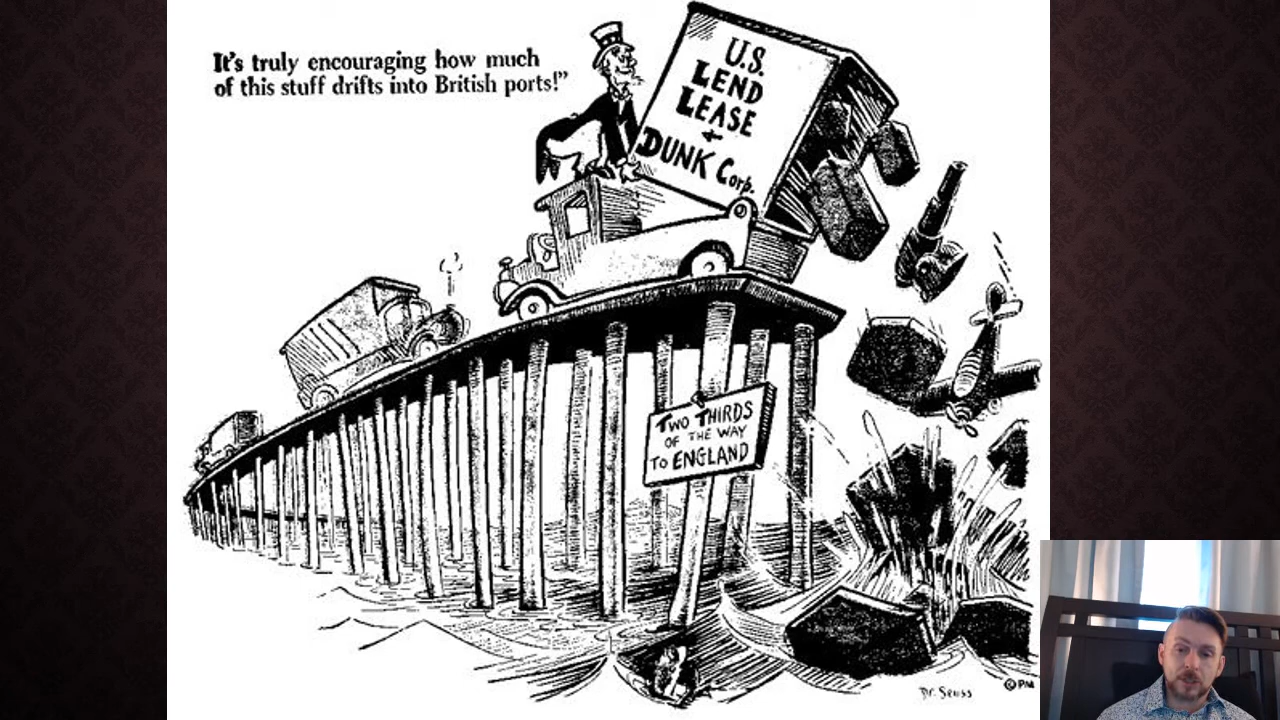 It's truly encouraging how much
of this stuff drifts into British ports!”
U.S.
LEND
LEASE
+
DUNK Corp.
TWO THIRDS
OF THE WAY
TO ENGLAND
Dr. Seuss
©PM